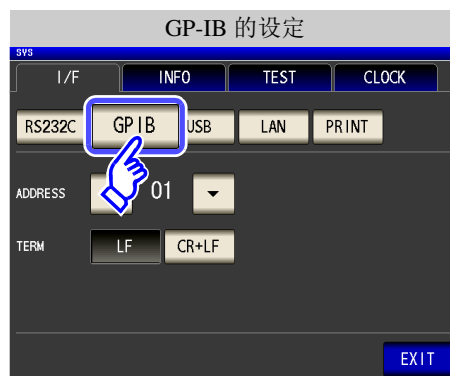 GP-IB 的设定
SYS
I/F INFO TEST CLOCK
RS232C GPIB USB LAN PRINT
ADDRESS 01
TERM LF CR+LF
EXIT